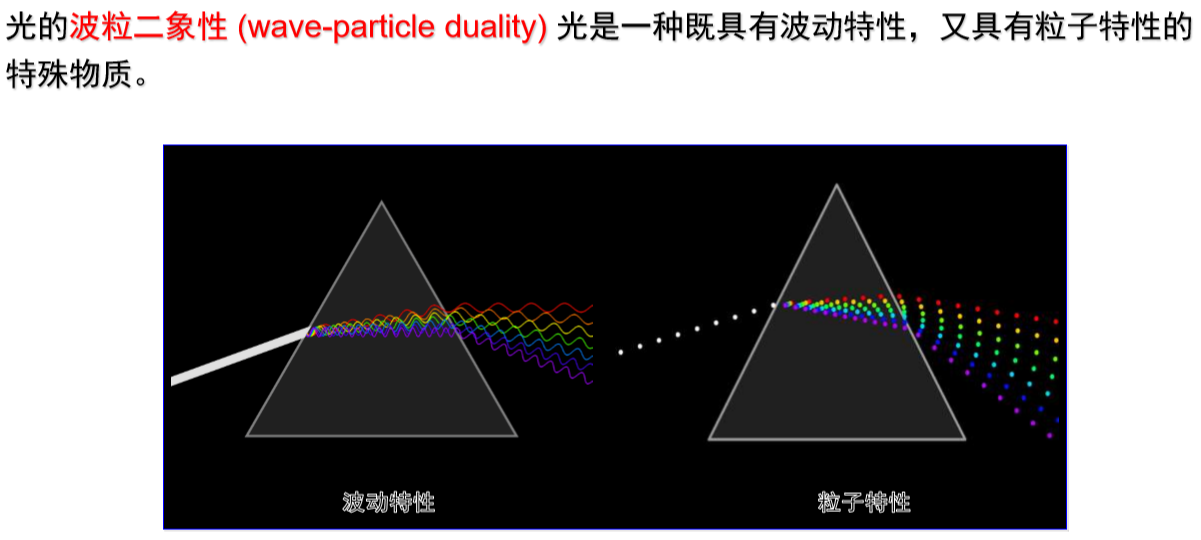 光的波粒二象性 (wave-particle duality) 光是一种既具有波动特性，又具有粒子特性的
特殊物质。
波动特性
粒子特性